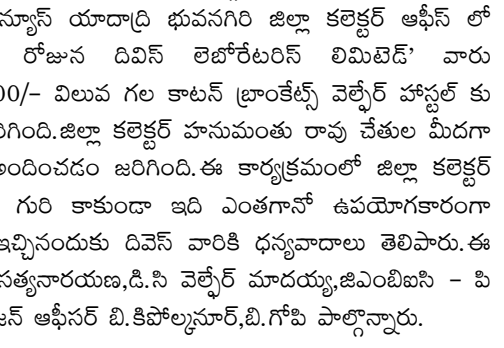 న్యూస్ యాదాద్రి భువనగిరి జిల్లా కలెక్టర్ ఆఫీస్ లో
రోజున దివిస్ లెబోరేటరిస్ లిమిటెడ్’ వారు
00/- విలువ గల కాటన్ బ్లాంకేట్స్ వెల్ఫేర్ హాస్టల్ కు
రిగింది.జిల్లా కలెక్టర్ హనుమంతు రావు చేతుల మీదగా
అందించడం జరిగింది.ఈ కార్యక్రమంలో జిల్లా కలెక్టర్
గురి కాకుండా ఇది ఎంతగానో ఉపయోగకారంగా
ఇచ్చినందుకు దివెస్ వారికి ధన్యవాదాలు తెలిపారు.ఈ
సత్యనారయణ,డి.సి వెల్ఫేర్ మాదయ్య,జిఎంబిఐసి - పి
జన్ ఆఫీసర్ బి.కిపోల్కనూర్,బి.గోపి పాల్గొన్నారు.